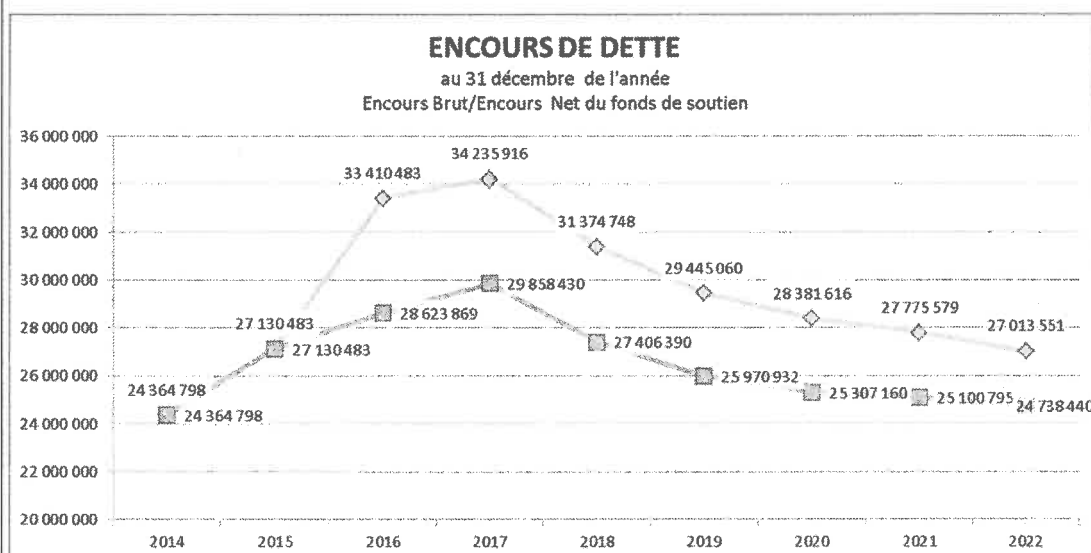 ENCOURS DE DETTE
au 31 décembre de l'année
Encours Brut/Encours Net du fonds de soutien
36 000 000
34 000 000
32 000 000
30 000 000
28 000 000
26 000 000
24 000 000
22 000 000
20 000 000
24 364 798
27 130 483
33 410 483
34 235 916
31 374 748
29 445 060
28 381 616
27 775 579
27 013 551
24 364 798
27 130 483
28 623 869
29 858 430
27 406 390
25 970 932
25 307 160
25 100 795
24 738 440
2014 2015 2016 2017 2018 2019 2020 2021 2022